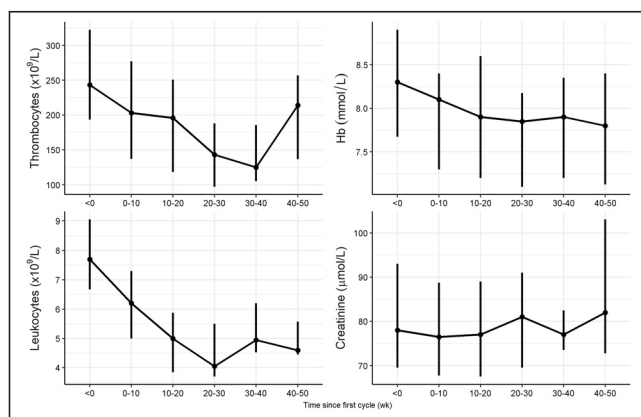 Thrombocytes (x10⁹/L)
300
250
200
150
100
<0 0-10 10-20 20-30 30-40 40-50
Hb (mmol/L)
8.5
8.0
7.5
<0 0-10 10-20 20-30 30-40 40-50
Leukocytes (x10⁹/L)
9
8
7
6
5
4
<0 0-10 10-20 20-30 30-40 40-50
Creatinine (μmol/L)
100
90
80
70
<0 0-10 10-20 20-30 30-40 40-50
Time since first cycle (wk)